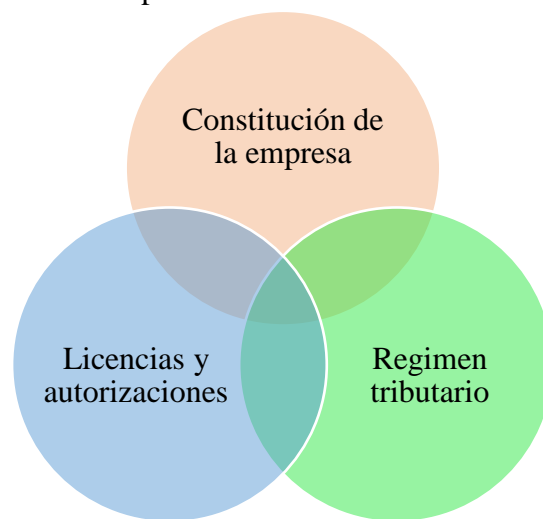 Constitución de
la empresa
Licencias y
autorizaciones
Regimen
tributario